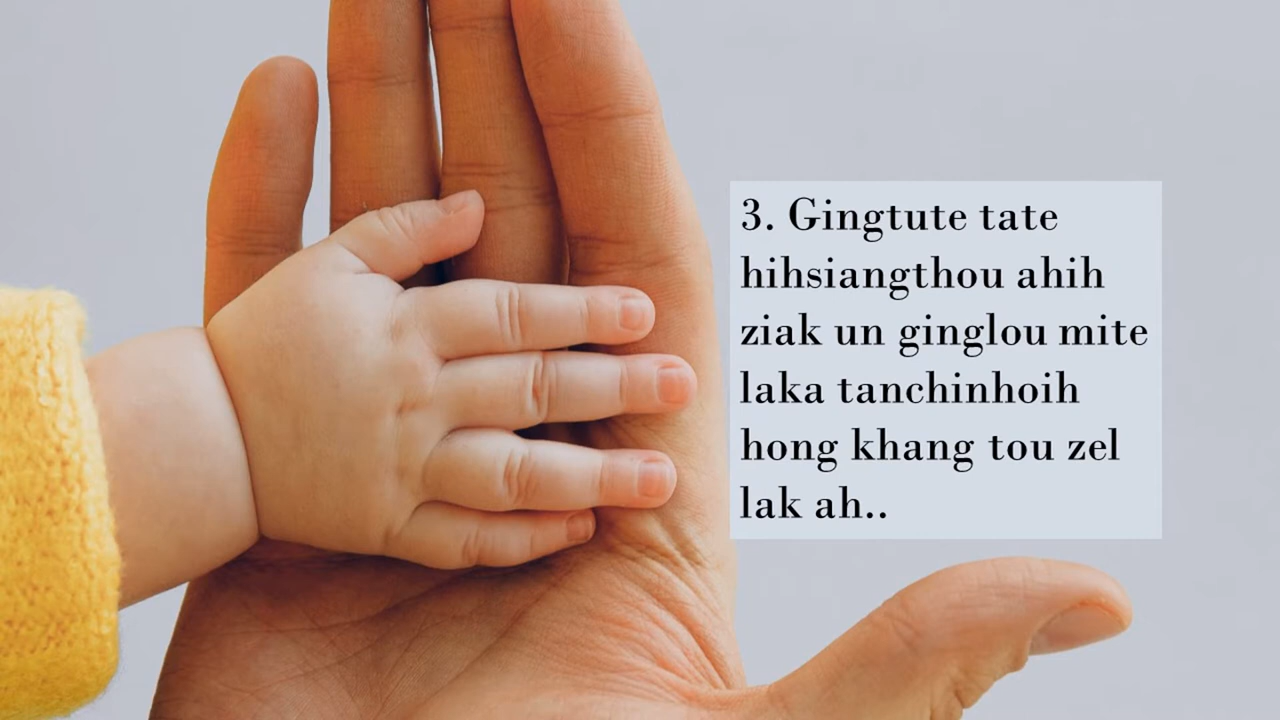 3. Gingtute tate
hihsiangthou ahih
ziak un ginglou mite
laka tanchinhoih
hong khang tou zel
lak ah..